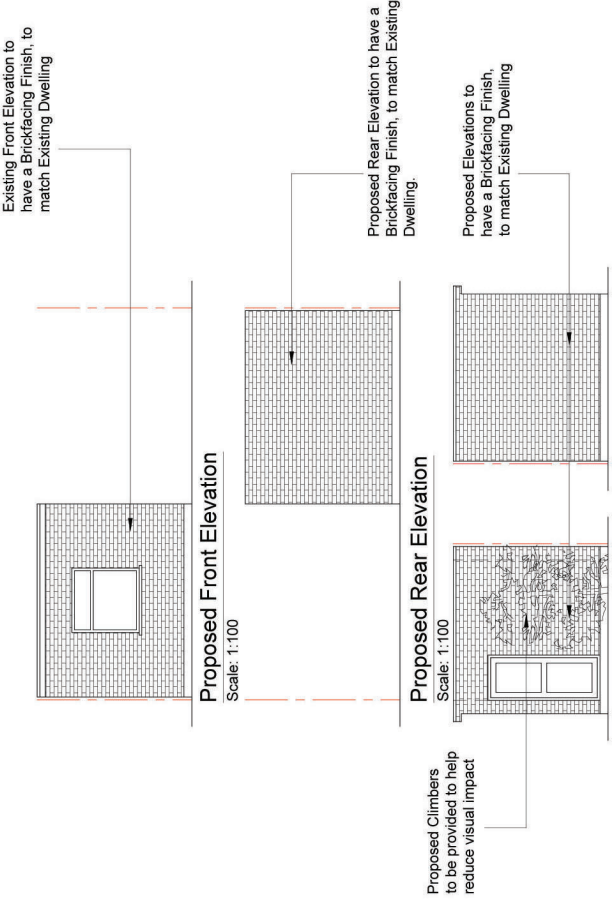 Existing Front Elevation to
have a Brickfacing Finish, to
match Existing Dwelling
Proposed Front Elevation
Scale: 1:100
Proposed Rear Elevation to have a
Brickfacing Finish, to match Existing
Dwelling.
Proposed Rear Elevation
Scale: 1:100
Proposed Elevations to
have a Brickfacing Finish,
to match Existing Dwelling
Proposed Climbers
to be provided to help
reduce visual impact